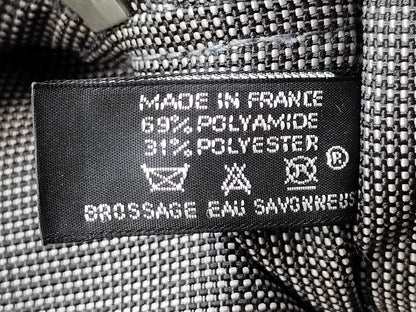 MADE IN FRANCE
69% POLYAMIDE
31% POLYESTER
®
BROSSAGE EAU SAVONNEUS